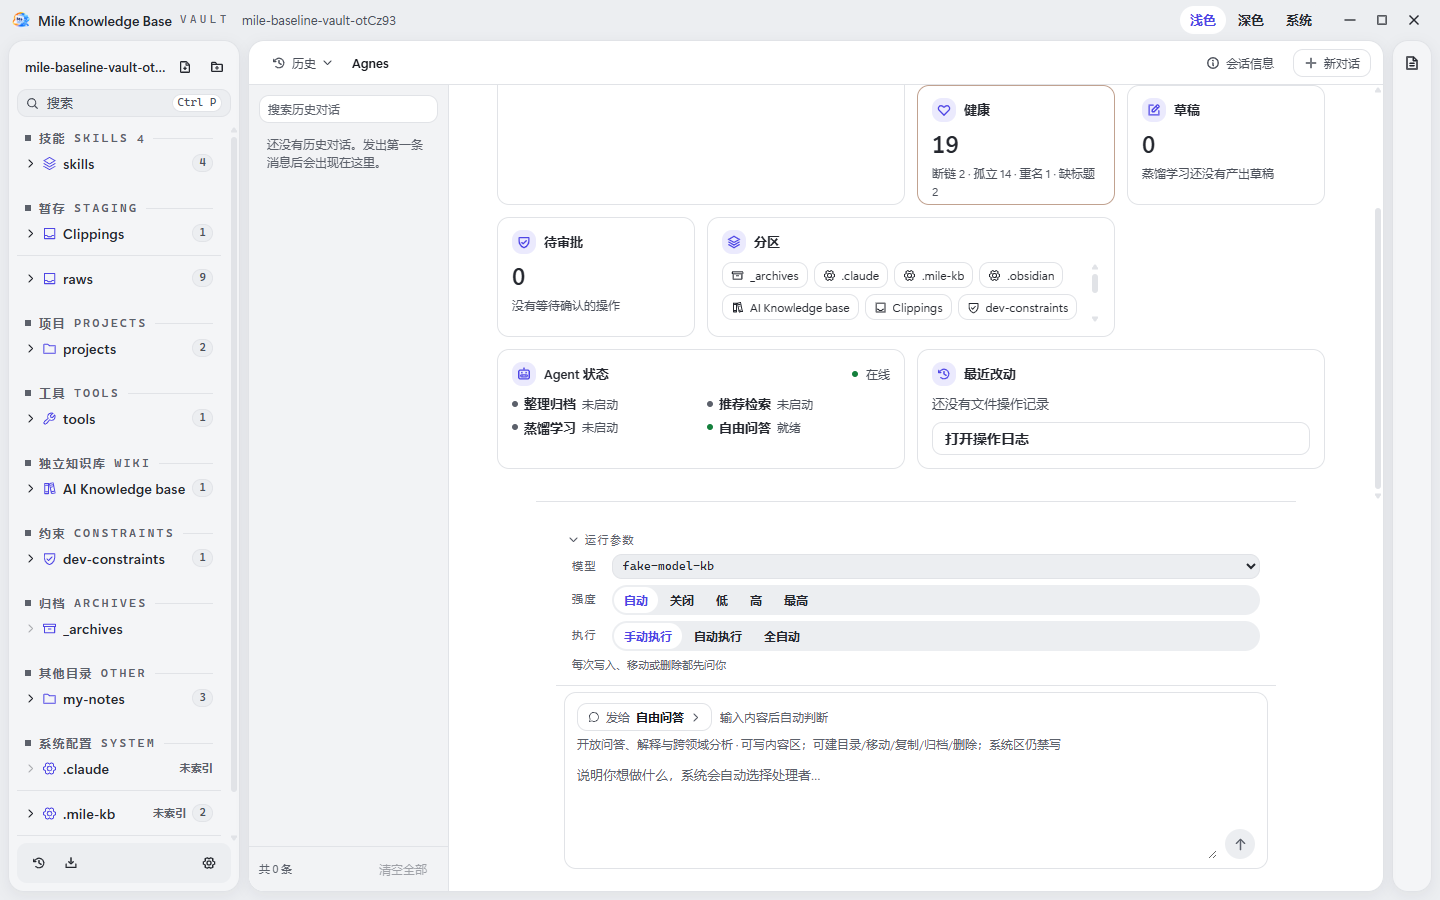 Mile Knowledge Base VAULT mile-baseline-vault-otCz93
浅色 深色 系统
mile-baseline-vault-ot...
搜索 Ctrl P
技能 SKILLS 4
skills 4
暂存 STAGING
Clippings 1
raws 9
项目 PROJECTS
projects 2
工具 TOOLS
tools 1
独立知识库 WIKI
AI Knowledge base 1
约束 CONSTRAINTS
dev-constraints 1
归档 ARCHIVES
_archives
其他目录 OTHER
my-notes 3
系统配置 SYSTEM
.claude 未索引
.mile-kb 未索引 2
历史 Agnes
会话信息 新对话
搜索历史对话
还没有历史对话。发出第一条
消息后会出现在这里。
共 0 条 清空全部
健康
19
断链 2 · 孤立 14 · 重名 1 · 缺标题
2
草稿
0
蒸馏学习还没有产出草稿
待审批
0
没有等待确认的操作
分区
_archives .claude .mile-kb .obsidian
AI Knowledge base Clippings dev-constraints
Agent 状态 在线
整理归档 未启动 推荐检索 未启动
蒸馏学习 未启动 自由问答 就绪
最近改动
还没有文件操作记录
打开操作日志
运行参数
模型 fake-model-kb
强度 自动 关闭 低 高 最高
执行 手动执行 自动执行 全自动
每次写入、移动或删除都先问你
发给 自由问答 输入内容后自动判断
开放问答、解释与跨领域分析 · 可写内容区；可建目录/移动/复制/归档/删除；系统区仍禁写
说明你想做什么，系统会自动选择处理者...